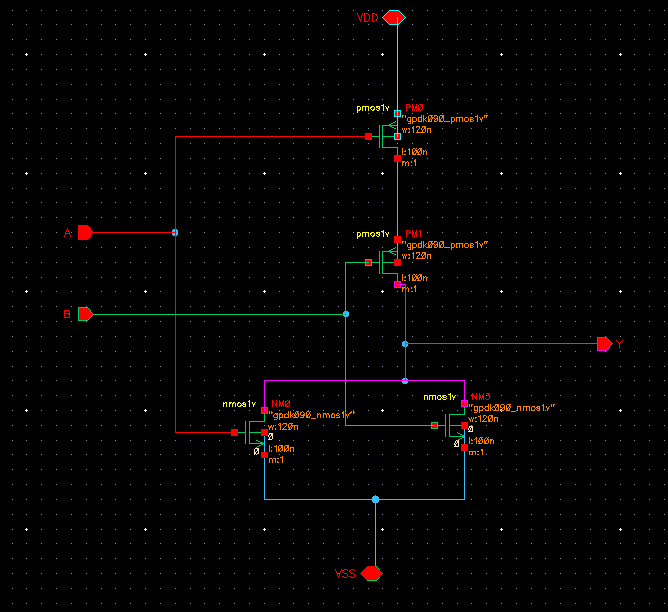 VDD
pmos1v PM0
"gpdk090_pmos1v"
w:120n
l:100n
m:1
A
pmos1v PM1
"gpdk090_pmos1v"
w:120n
l:100n
m:1
B
Y
nmos1v NM0
"gpdk090_nmos1v"
w:120n
0
l:100n
0
m:1
nmos1v NM3
"gpdk090_nmos1v"
w:120n
0
l:100n
0
m:1
VSS